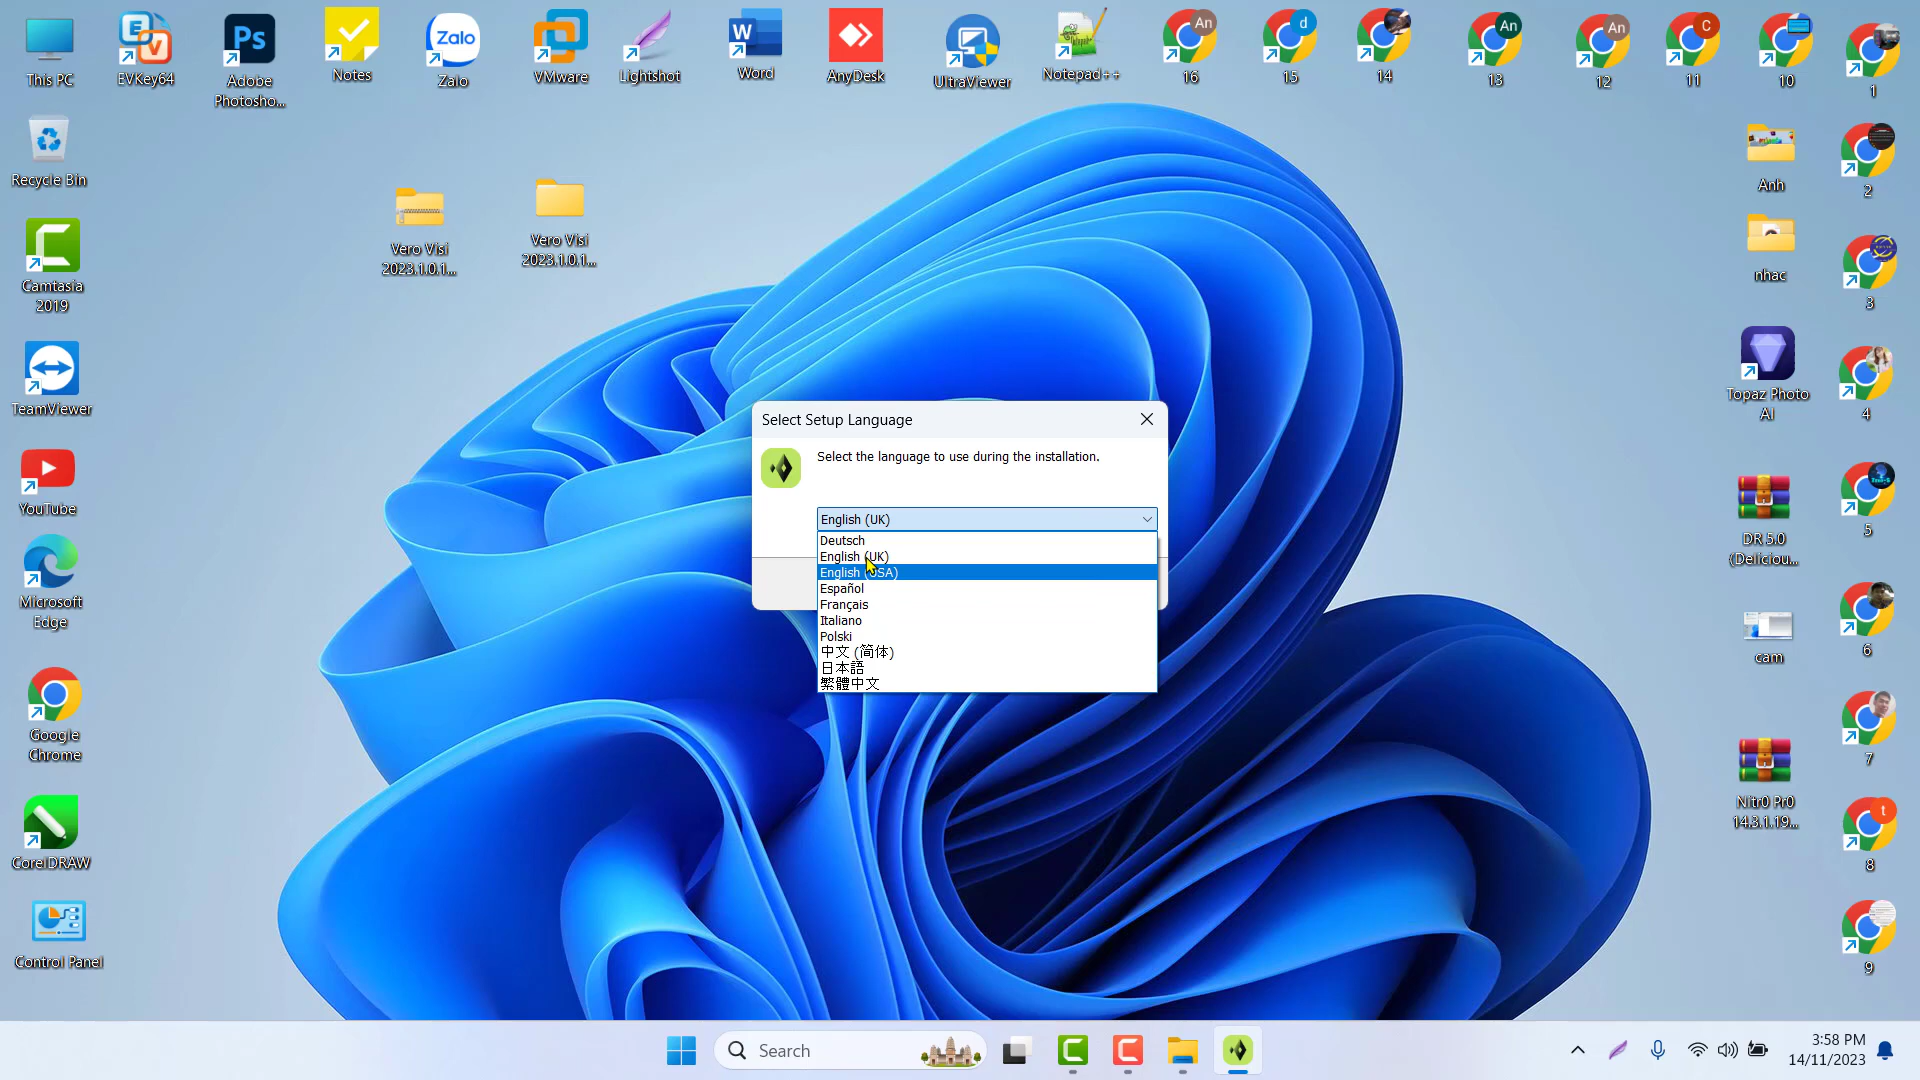 This PC
EVKey64
Adobe
Photosho...
Notes
Zalo
Zalo
VMware
Lightshot
Word
AnyDesk
UltraViewer
Notepad++
16
15
14
13
12
11
10
1
Recycle Bin
Vero Visi
2023.1.0.1...
Vero Visi
2023.1.0.1...
Anh
2
Camtasia
2019
nhac
3
TeamViewer
Topaz Photo
AI
4
Select Setup Language
Select the language to use during the installation.
English (UK)
Deutsch
English (UK)
English (USA)
Español
Français
Italiano
Polski
中文 (简体)
日本語
繁體中文
YouTube
DR 5.0
(Deliciou...
5
Microsoft
Edge
cam
6
Google
Chrome
7
Nitr0 Pr0
14.3.1.19...
CorelDRAW
8
Control Panel
9
Search
3:58 PM
14/11/2023